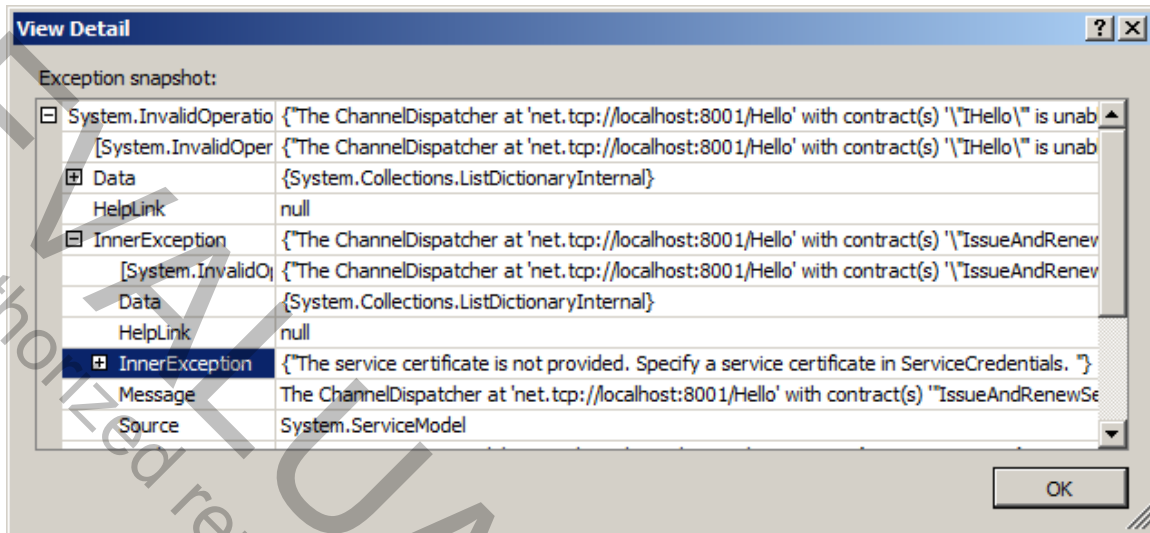 View Detail
Exception snapshot:
System.InvalidOperatio {"The ChannelDispatcher at 'net.tcp://localhost:8001/Hello' with contract(s) '\"IHello\"' is unab
[System.InvalidOper {"The ChannelDispatcher at 'net.tcp://localhost:8001/Hello' with contract(s) '\"IHello\"' is unab
Data {System.Collections.ListDictionaryInternal}
HelpLink null
InnerException {"The ChannelDispatcher at 'net.tcp://localhost:8001/Hello' with contract(s) '\"IssueAndRenew
[System.InvalidO {"The ChannelDispatcher at 'net.tcp://localhost:8001/Hello' with contract(s) '\"IssueAndRenew
Data {System.Collections.ListDictionaryInternal}
HelpLink null
InnerException {"The service certificate is not provided. Specify a service certificate in ServiceCredentials. "}
Message The ChannelDispatcher at 'net.tcp://localhost:8001/Hello' with contract(s) '"IssueAndRenewSe
Source System.ServiceModel
OK